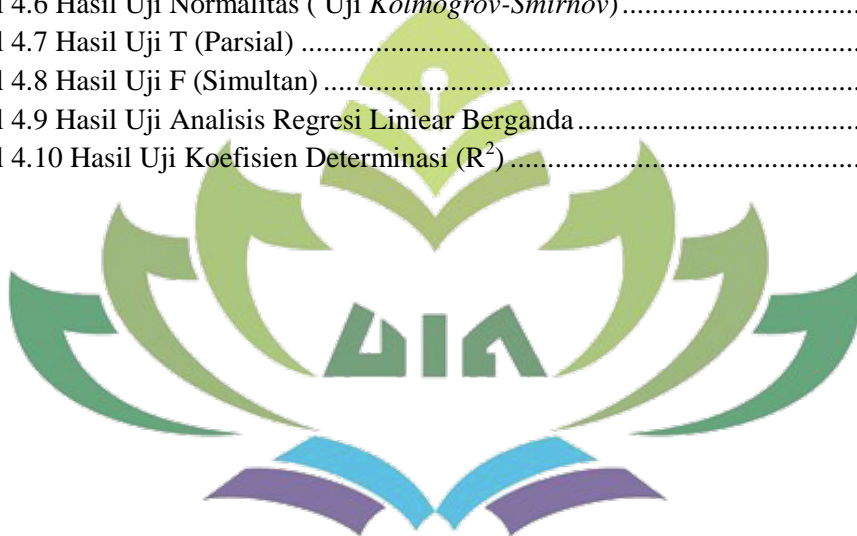 l 4.6 Hasil Uji Normalitas ( Uji Kolmogrov-Smirnov)................................
l 4.7 Hasil Uji T (Parsial) ................................................................
l 4.8 Hasil Uji F (Simultan) ..............................................................
l 4.9 Hasil Uji Analisis Regresi Liniear Berganda.....................................
l 4.10 Hasil Uji Koefisien Determinasi (R²) ............................................
UIN